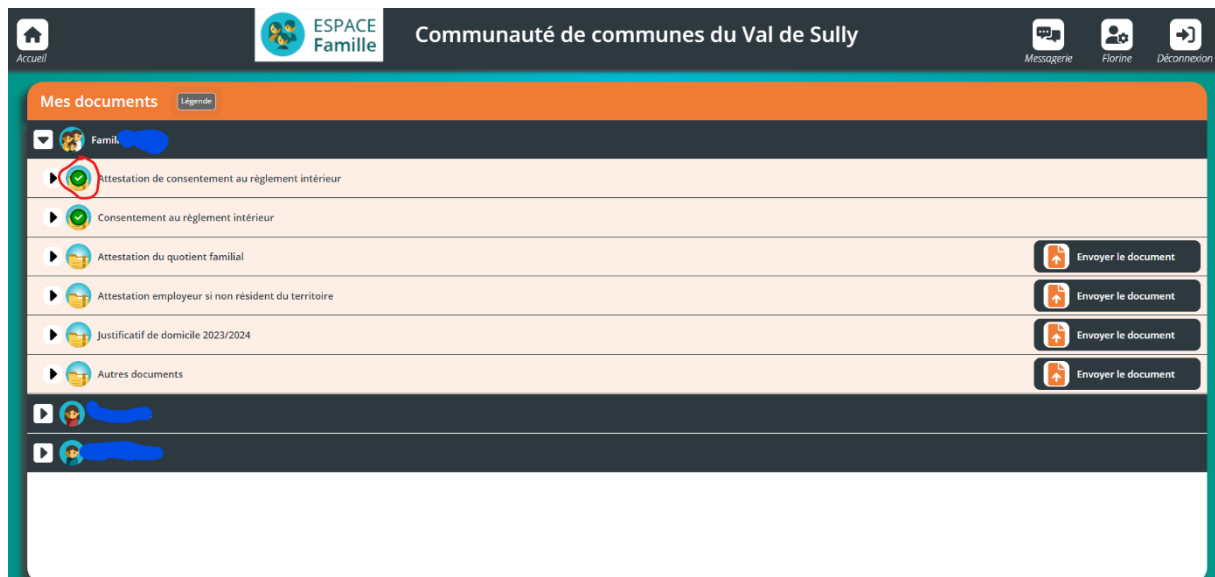 ESPACE
Famille
Communauté de communes du Val de Sully
Accueil
Messagerie
Florine
Déconnexion
Mes documents
Légende
Attestation de consentement au règlement intérieur
Consentement au règlement intérieur
Attestation du quotient familial
Envoyer le document
Attestation employeur si non résident du territoire
Envoyer le document
Justificatif de domicile 2023/2024
Envoyer le document
Autres documents
Envoyer le document